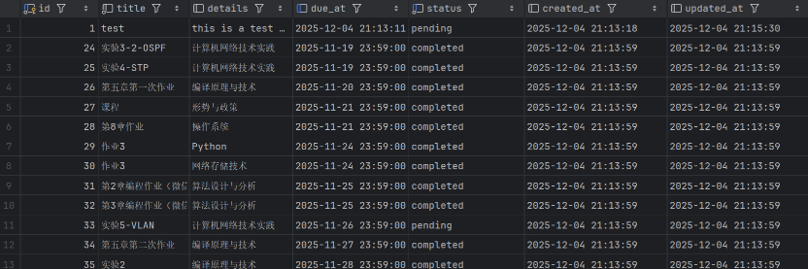 id title details due_at status created_at updated_at
1 1 test this is a test … 2025-12-04 21:13:11 pending 2025-12-04 21:13:18 2025-12-04 21:15:30
2 24 实验3-2-OSPF 计算机网络技术实践 2025-11-19 23:59:00 completed 2025-12-04 21:13:59 2025-12-04 21:13:59
3 25 实验4-STP 计算机网络技术实践 2025-11-19 23:59:00 completed 2025-12-04 21:13:59 2025-12-04 21:13:59
4 26 第五章第一次作业 编译原理与技术 2025-11-20 23:59:00 completed 2025-12-04 21:13:59 2025-12-04 21:13:59
5 27 课程 形势与政策 2025-11-21 23:59:00 completed 2025-12-04 21:13:59 2025-12-04 21:13:59
6 28 第8章作业 操作系统 2025-11-21 23:59:00 completed 2025-12-04 21:13:59 2025-12-04 21:13:59
7 29 作业3 Python 2025-11-24 23:59:00 completed 2025-12-04 21:13:59 2025-12-04 21:13:59
8 30 作业3 网络存储技术 2025-11-24 23:59:00 completed 2025-12-04 21:13:59 2025-12-04 21:13:59
9 31 第2章编程作业（微信 算法设计与分析 2025-11-25 23:59:00 completed 2025-12-04 21:13:59 2025-12-04 21:13:59
10 32 第3章编程作业（微信 算法设计与分析 2025-11-25 23:59:00 completed 2025-12-04 21:13:59 2025-12-04 21:13:59
11 33 实验5-VLAN 计算机网络技术实践 2025-11-26 23:59:00 pending 2025-12-04 21:13:59 2025-12-04 21:13:59
12 34 第五章第二次作业 编译原理与技术 2025-11-27 23:59:00 completed 2025-12-04 21:13:59 2025-12-04 21:13:59
13 35 实验2 编译原理与技术 2025-11-28 23:59:00 completed 2025-12-04 21:13:59 2025-12-04 21:13:59